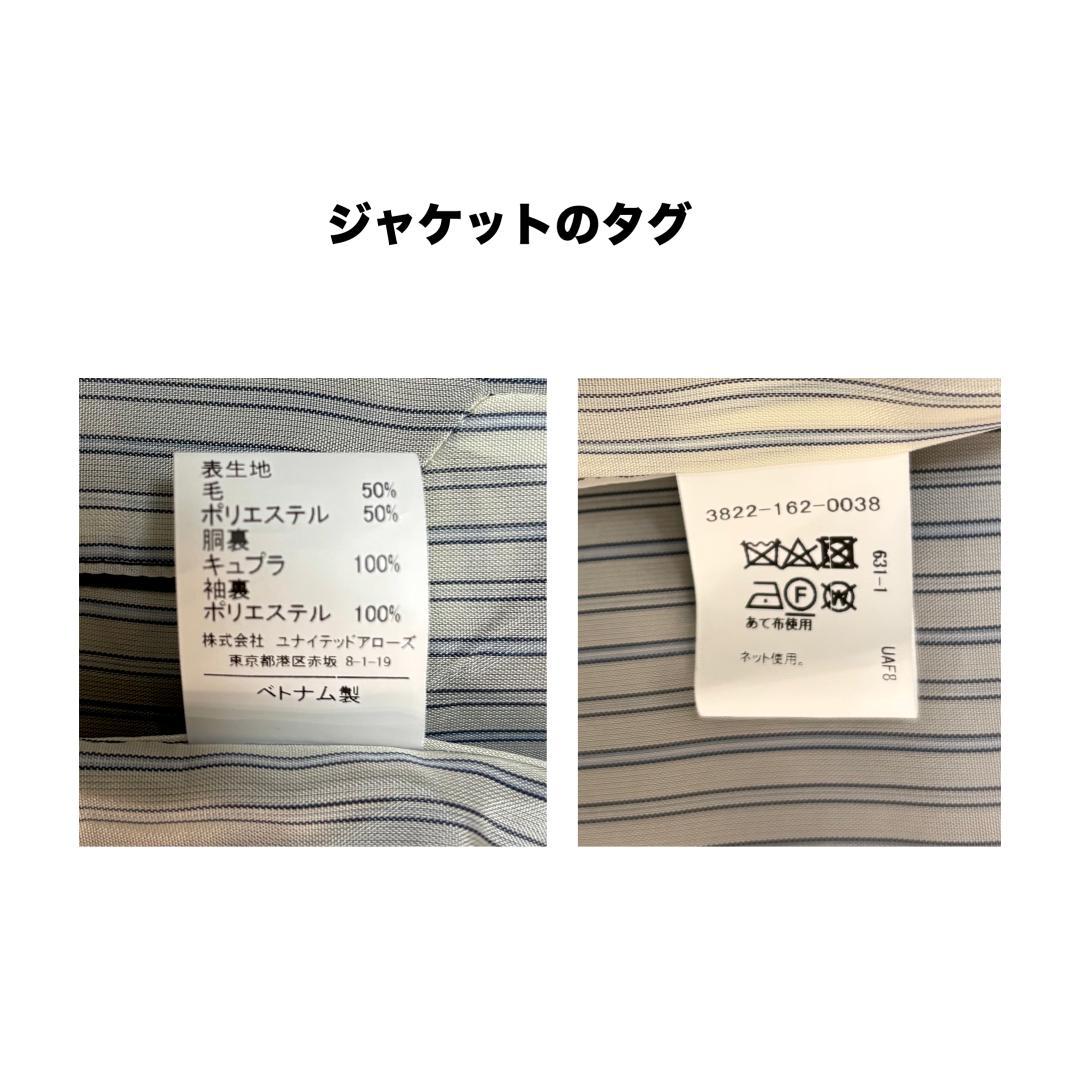 ジャケットのタグ
表生地
毛 50%
ポリエステル 50%
胴裏
キュプラ 100%
袖裏
ポリエステル 100%
株式会社 ユナイテッドアローズ
東京都港区赤坂 8-1-19
ベトナム製
3822-162-0038
F W
あて布使用
ネット使用。
631-1
UAF8